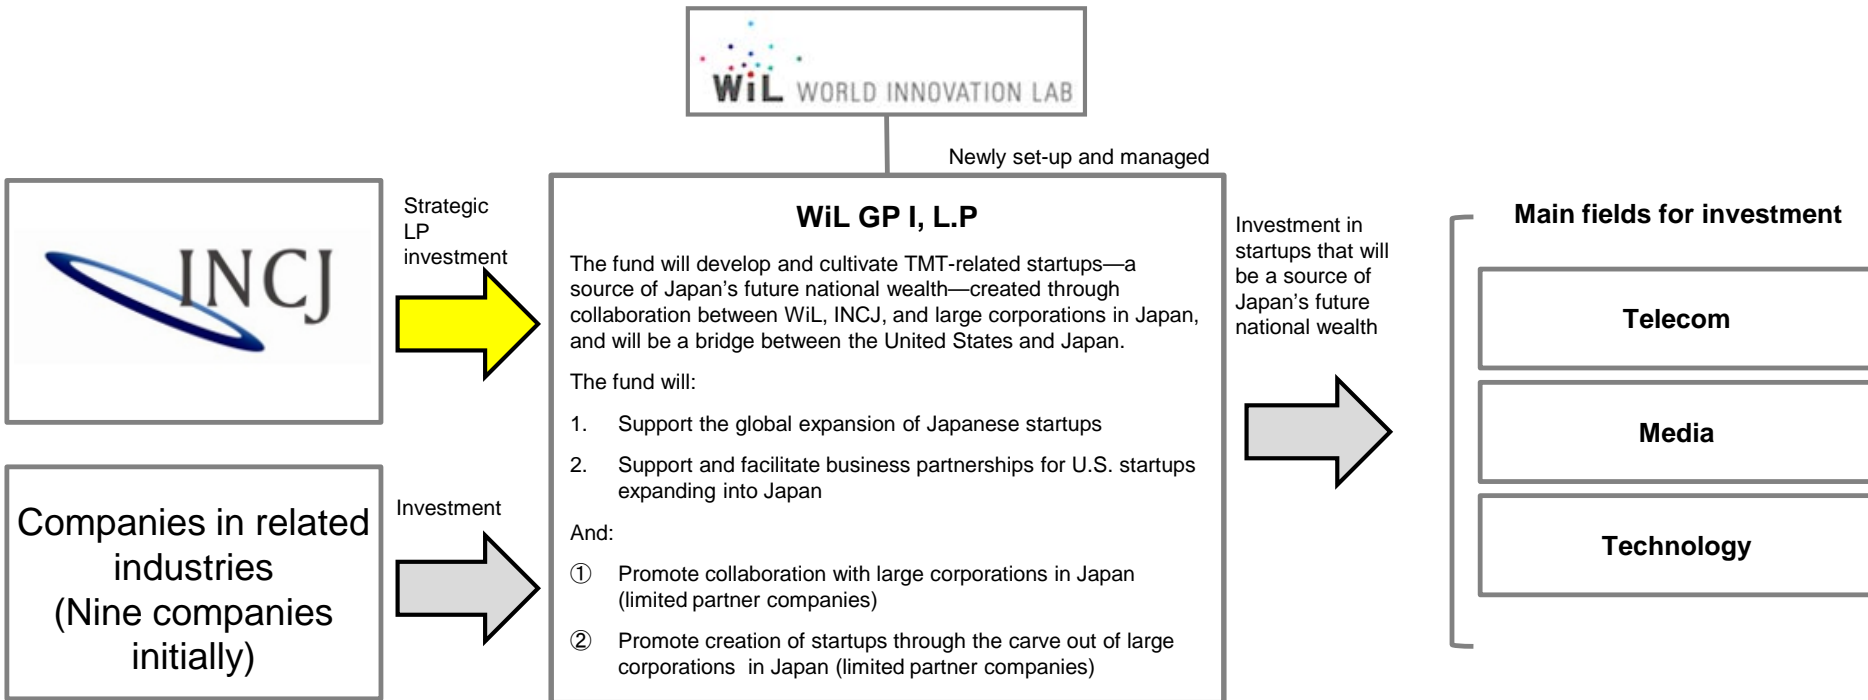 WiL WORLD INNOVATION LAB
Newly set-up and managed
INCJ
Strategic
LP
investment
Companies in related
industries
(Nine companies
initially)
Investment
WiL GP I, L.P
The fund will develop and cultivate TMT-related startups—a
source of Japan’s future national wealth—created through
collaboration between WiL, INCJ, and large corporations in Japan,
and will be a bridge between the United States and Japan.
The fund will:
1. Support the global expansion of Japanese startups
2. Support and facilitate business partnerships for U.S. startups
expanding into Japan
And:
① Promote collaboration with large corporations in Japan
(limited partner companies)
② Promote creation of startups through the carve out of large
corporations in Japan (limited partner companies)
Investment in
startups that will
be a source of
Japan’s future
national wealth
Main fields for investment
Telecom
Media
Technology